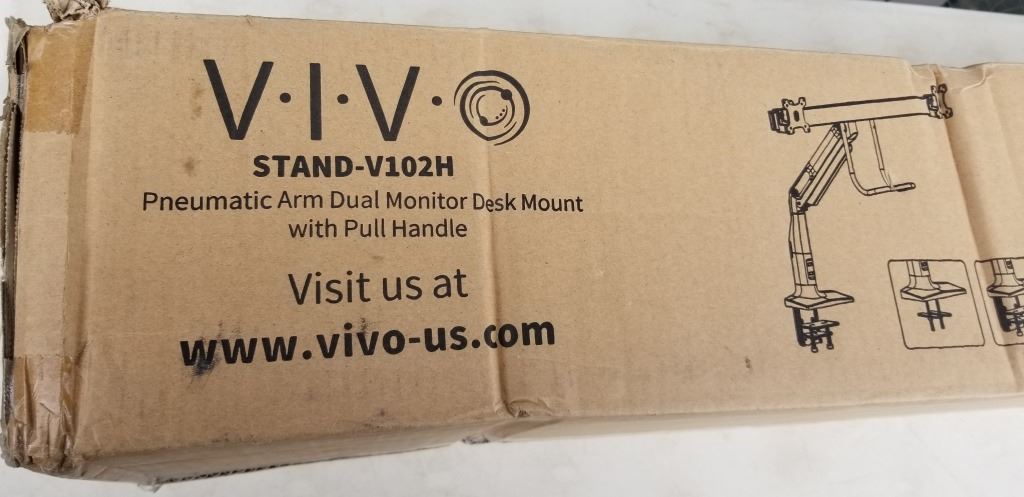 V·I·V·O
STAND-V102H
Pneumatic Arm Dual Monitor Desk Mount
with Pull Handle
Visit us at
www.vivo-us.com